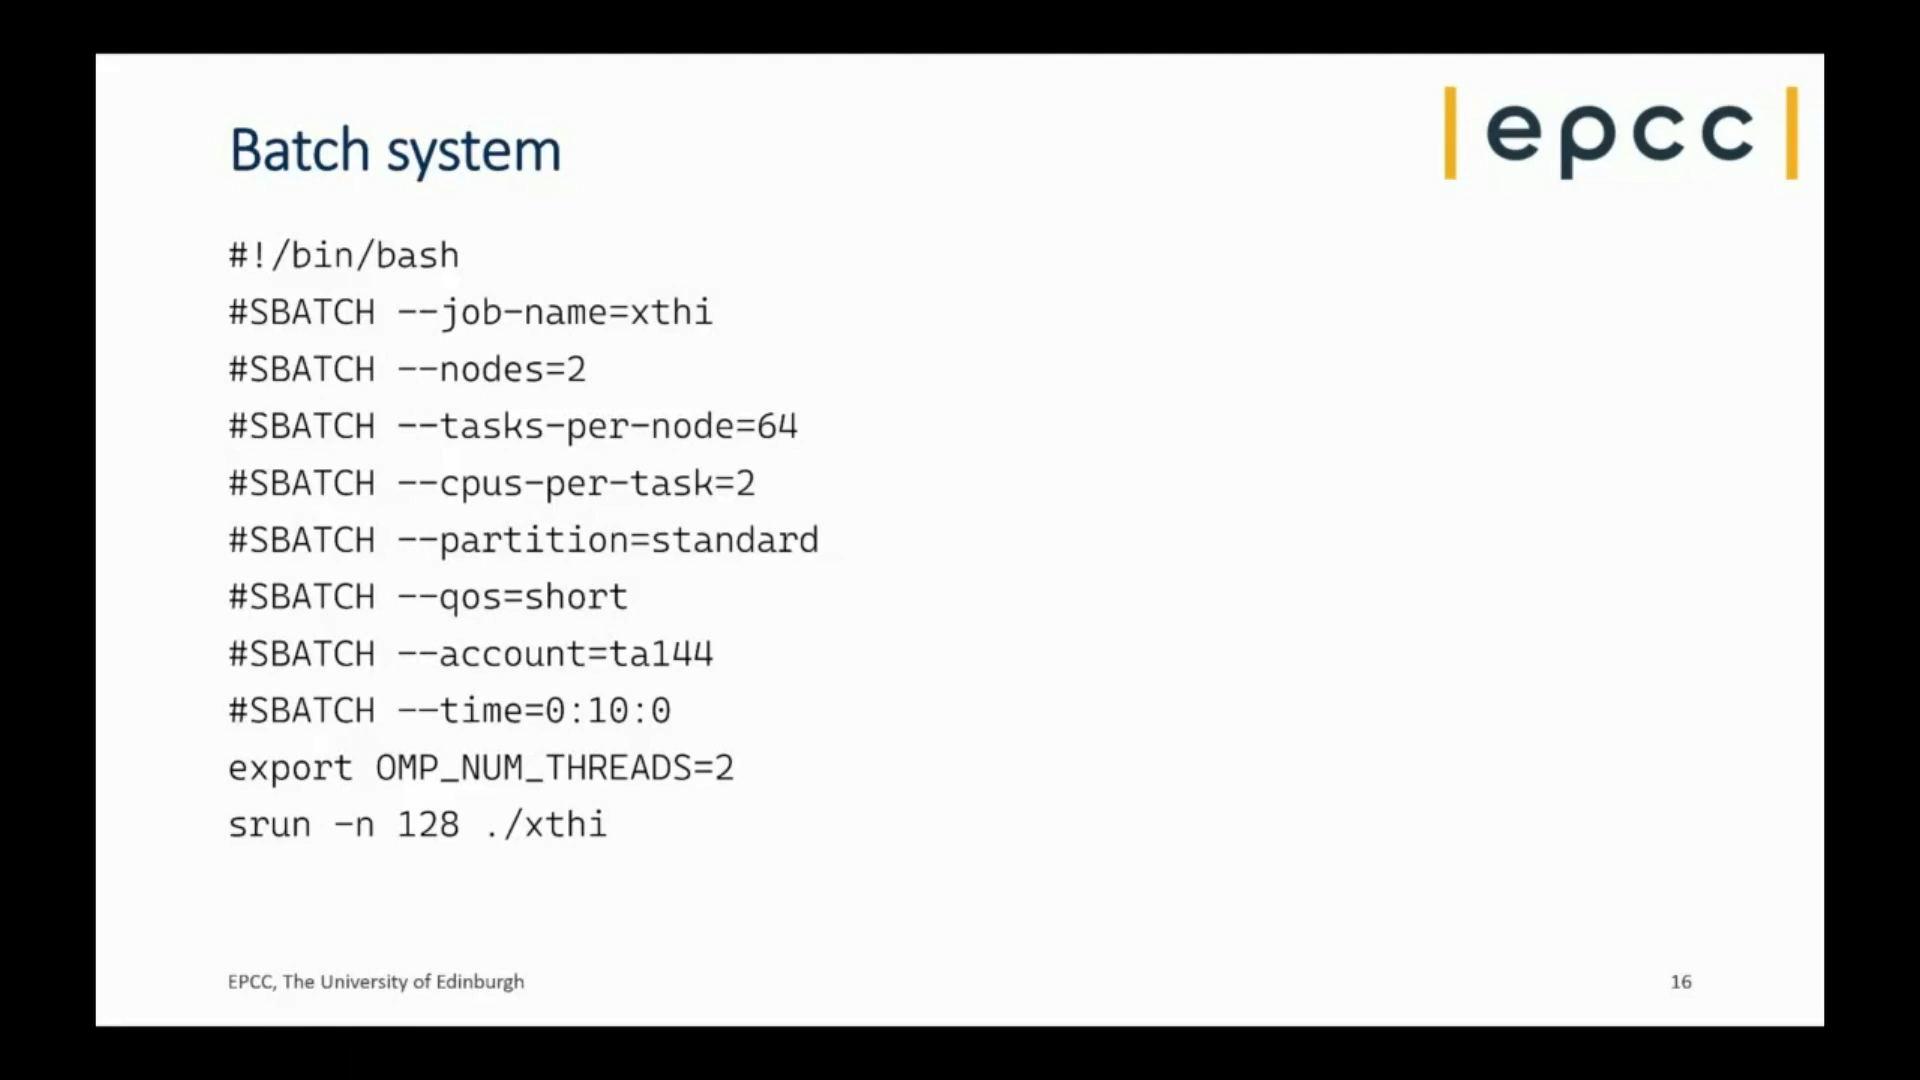 Batch system
|epcc|
#!/bin/bash
#SBATCH --job-name=xthi
#SBATCH --nodes=2
#SBATCH --tasks-per-node=64
#SBATCH --cpus-per-task=2
#SBATCH --partition=standard
#SBATCH --qos=short
#SBATCH --account=ta144
#SBATCH --time=0:10:0
export OMP_NUM_THREADS=2
srun -n 128 ./xthi
EPCC, The University of Edinburgh
16